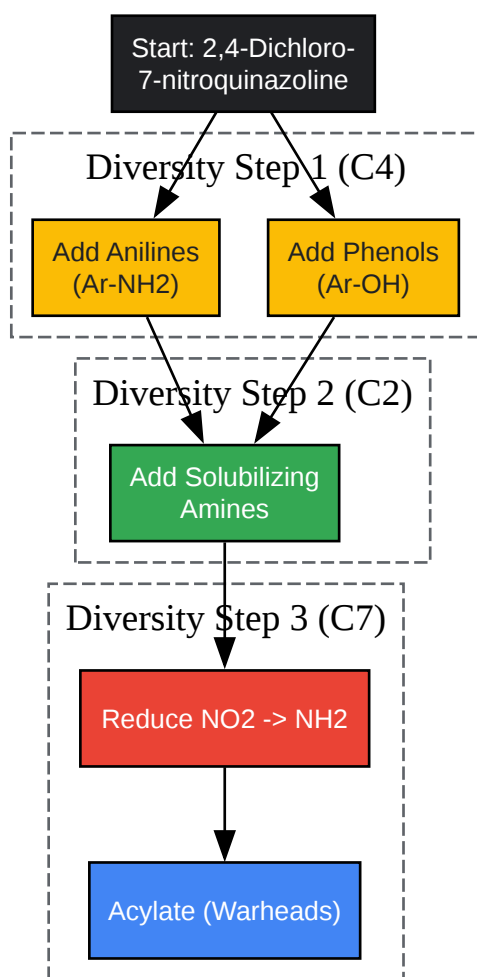 Start: 2,4-Dichloro-
7-nitroquinazoline
Diversity Step 1 (C4)
Add Anilines
(Ar-NH2)
Add Phenols
(Ar-OH)
Diversity Step 2 (C2)
Add Solubilizing
Amines
Diversity Step 3 (C7)
Reduce NO2 -> NH2
Acylate (Warheads)